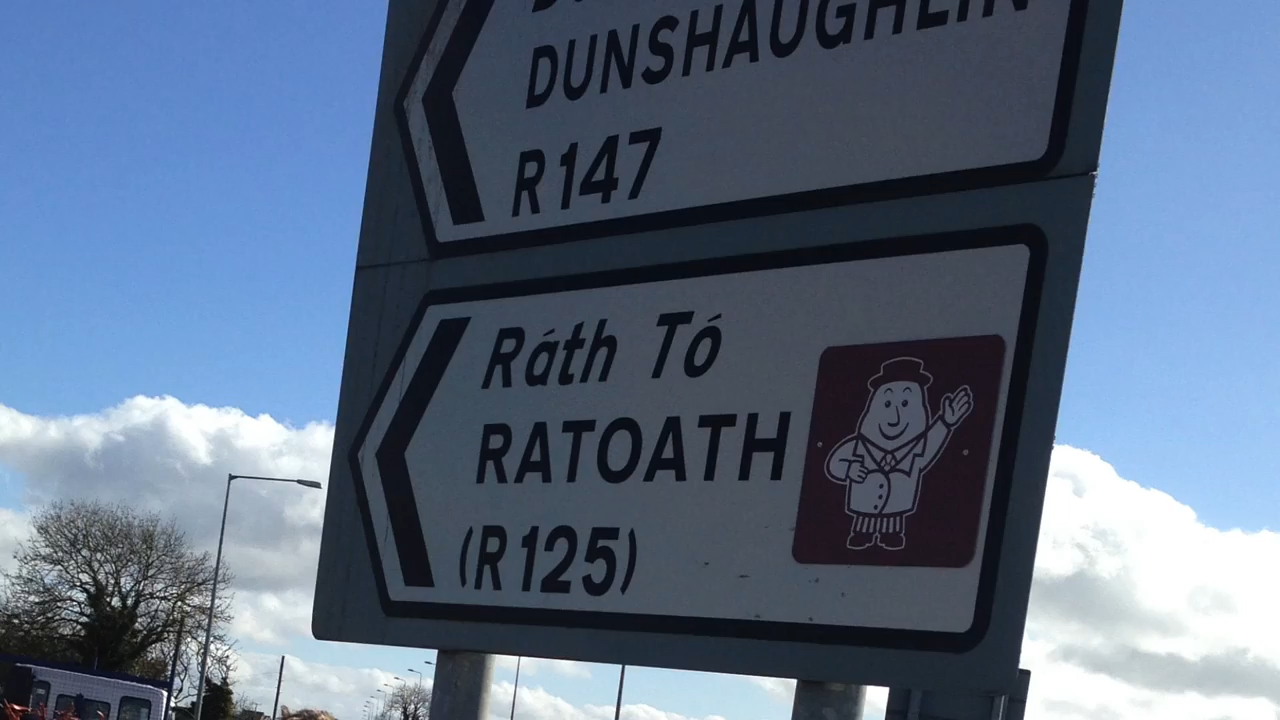 DUNSHAUGHLIN
R147
Ráth Tó
RATOATH
(R125)